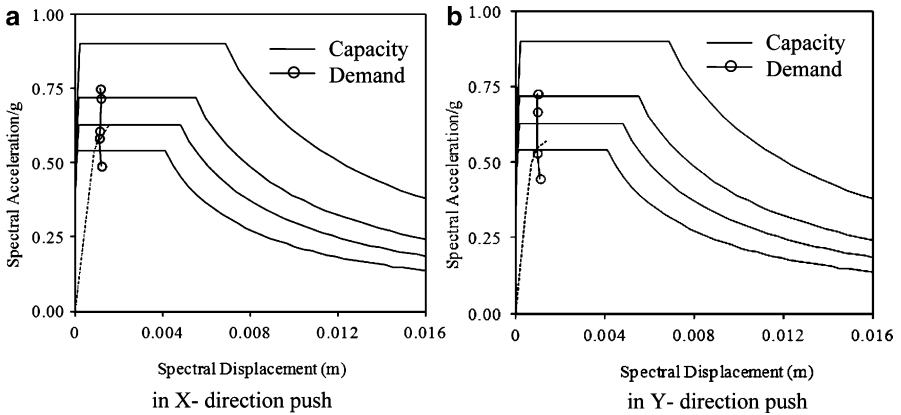 a
1.00
0.75
0.50
0.25
0.00
Spectral Acceleration/g
Capacity
Demand
0
0.004
0.008
0.012
0.016
Spectral Displacement (m)
in X- direction push
b
1.00
0.75
0.50
0.25
0.00
Spectral Acceleration/g
Capacity
Demand
0
0.004
0.008
0.012
0.016
Spectral Displacement (m)
in Y- direction push